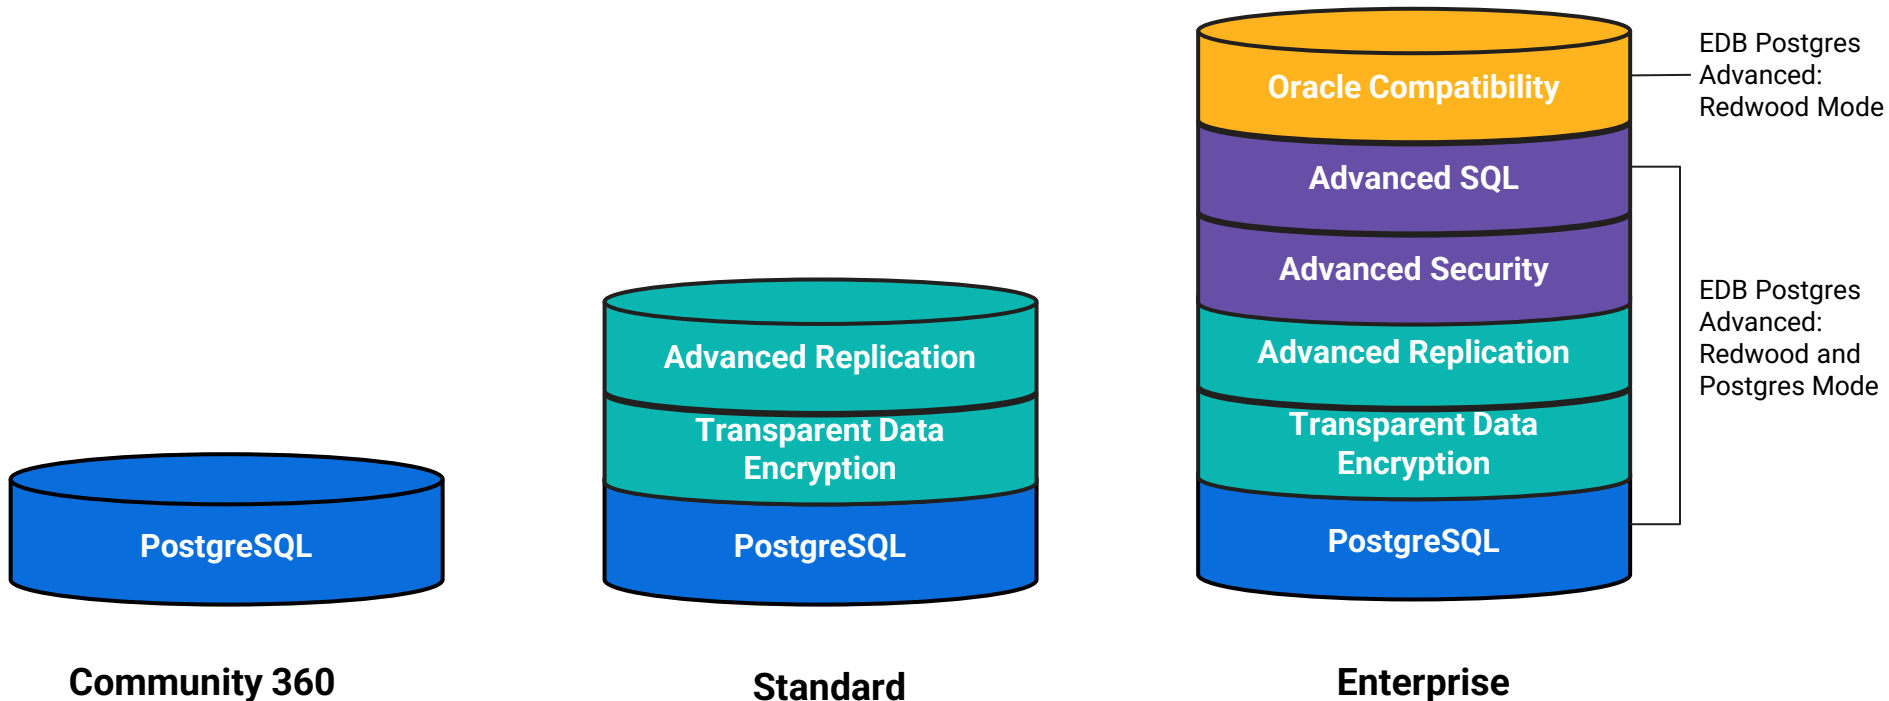 PostgreSQL
Community 360
Advanced Replication
Transparent Data
Encryption
PostgreSQL
Standard
Oracle Compatibility
Advanced SQL
Advanced Security
Advanced Replication
Transparent Data
Encryption
PostgreSQL
Enterprise
EDB Postgres
Advanced:
Redwood Mode
EDB Postgres
Advanced:
Redwood and
Postgres Mode